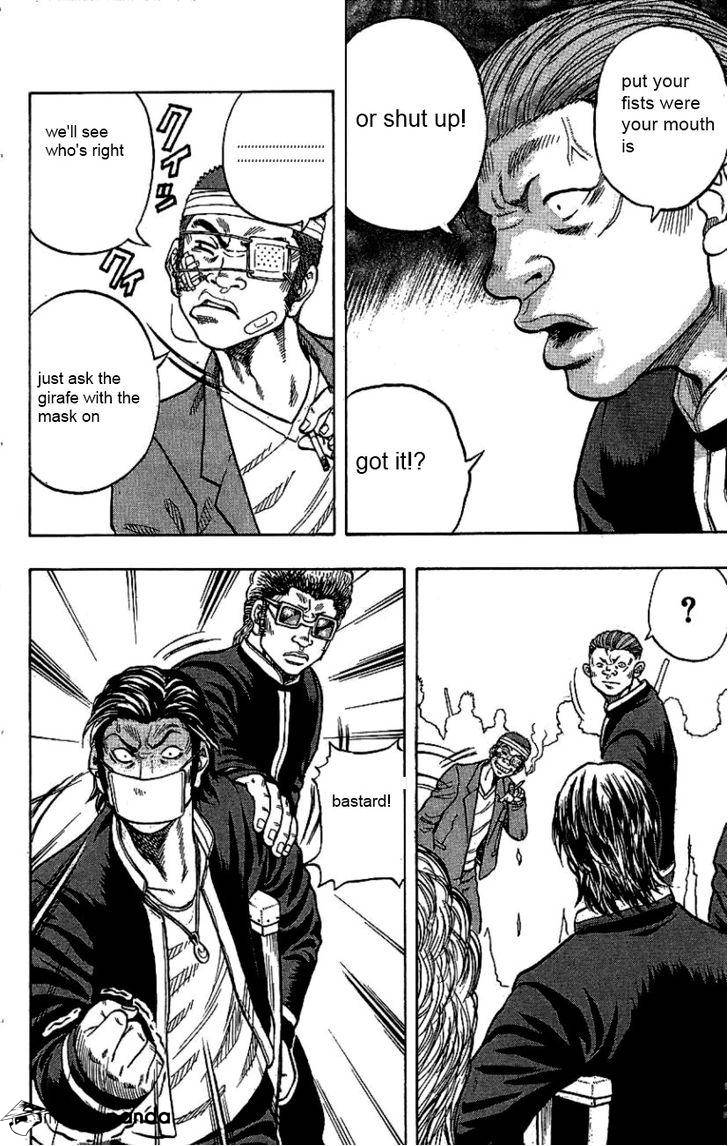 put your
fists were
your mouth
is
or shut up!
got it!?
....................
....................
we'll see
who's right
クイッ
クイ
just ask the
girafe with the
mask on
?
bastard!